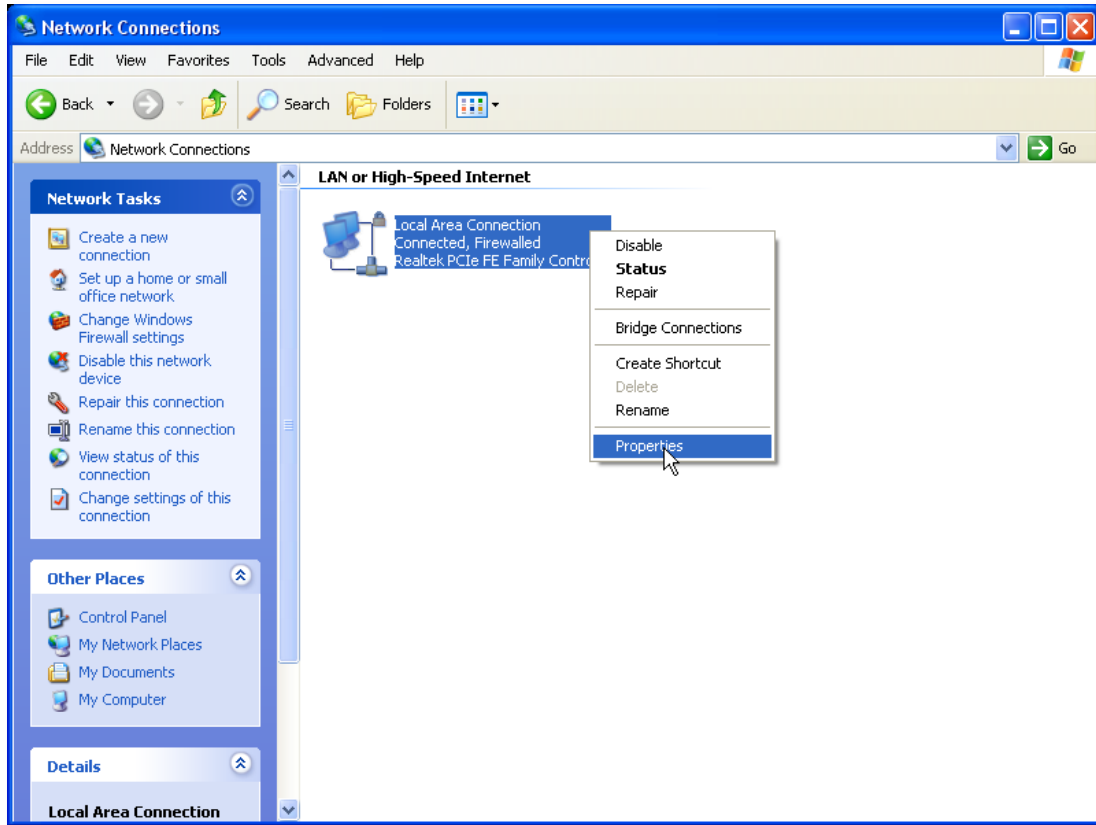 Network Connections
File Edit View Favorites Tools Advanced Help
Back Search Folders
Address Network Connections Go
Network Tasks
Create a new
connection
Set up a home or small
office network
Change Windows
Firewall settings
Disable this network
device
Repair this connection
Rename this connection
View status of this
connection
Change settings of this
connection
Other Places
Control Panel
My Network Places
My Documents
My Computer
Details
Local Area Connection
LAN or High-Speed Internet
Local Area Connection
Connected, Firewalled
Realtek PCIe FE Family Contro
Disable
Status
Repair
Bridge Connections
Create Shortcut
Delete
Rename
Properties